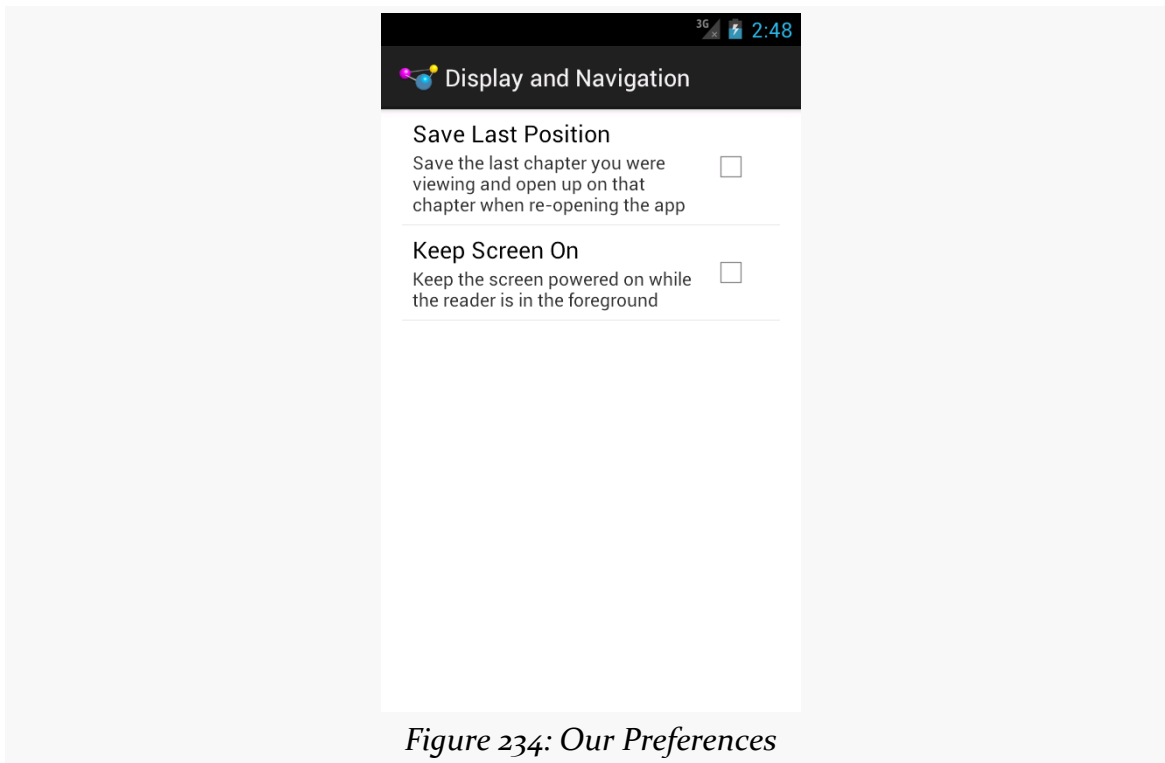 3G
2:48
Display and Navigation
Save Last Position
Save the last chapter you were
viewing and open up on that
chapter when re-opening the app
Keep Screen On
Keep the screen powered on while
the reader is in the foreground
Figure 234: Our Preferences